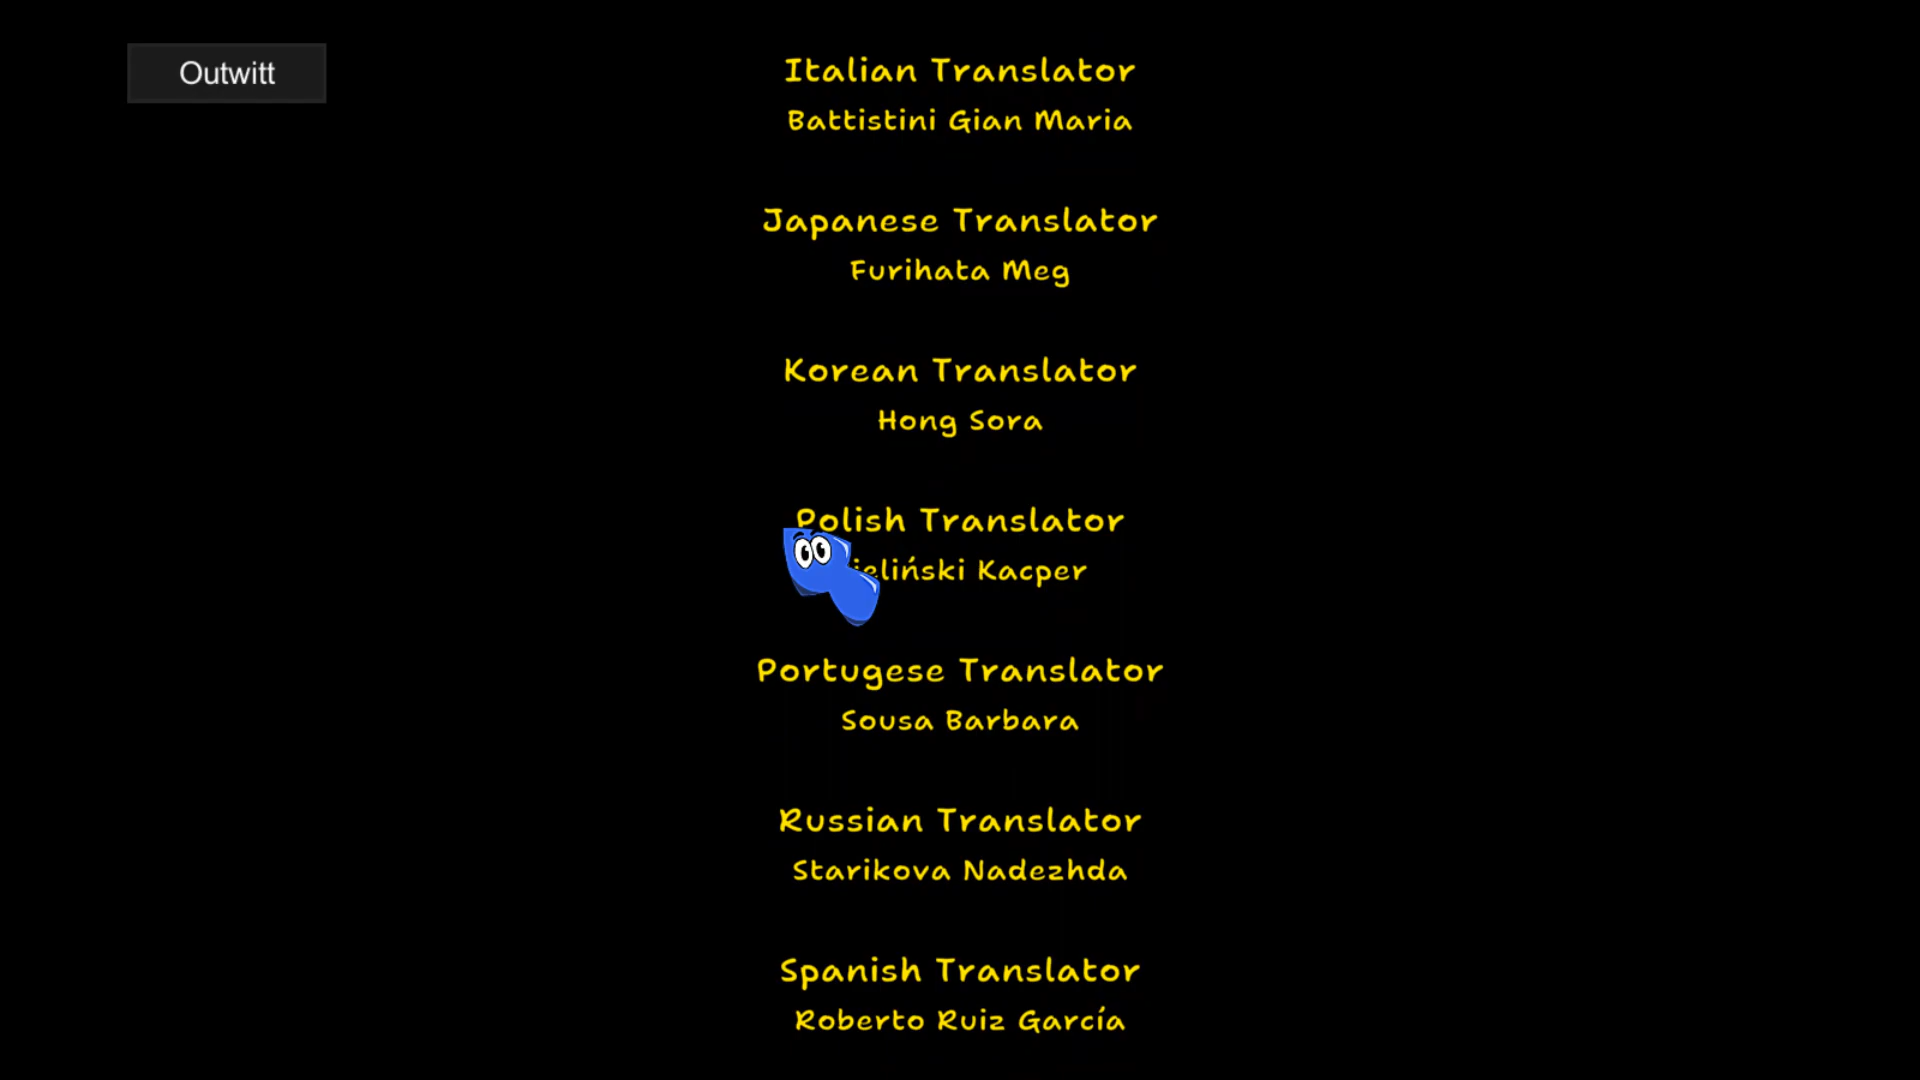 Outwitt
Italian Translator
Battistini Gian Maria
Japanese Translator
Furihata Meg
Korean Translator
Hong Sora
Polish Translator
Kacper
Portugese Translator
Sousa Barbara
Russian Translator
Starikova Nadezhda
Spanish Translator
Roberto Ruiz García